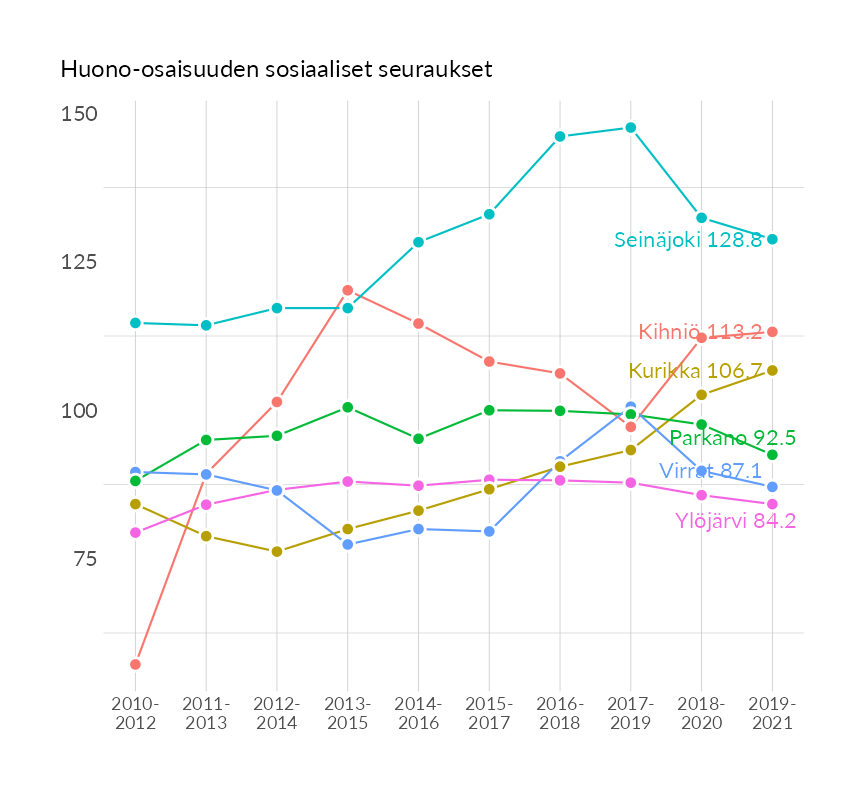 Huono-osaisuuden sosiaaliset seuraukset
150
125
100
75
Seinäjoki 128.8
Kihniö 113.2
Kurikka 106.7
Parkano 92.5
Virrat 87.1
Ylöjärvi 84.2
2010- 2011- 2012- 2013- 2014- 2015- 2016- 2017- 2018- 2019-
2012 2013 2014 2015 2016 2017 2018 2019 2020 2021